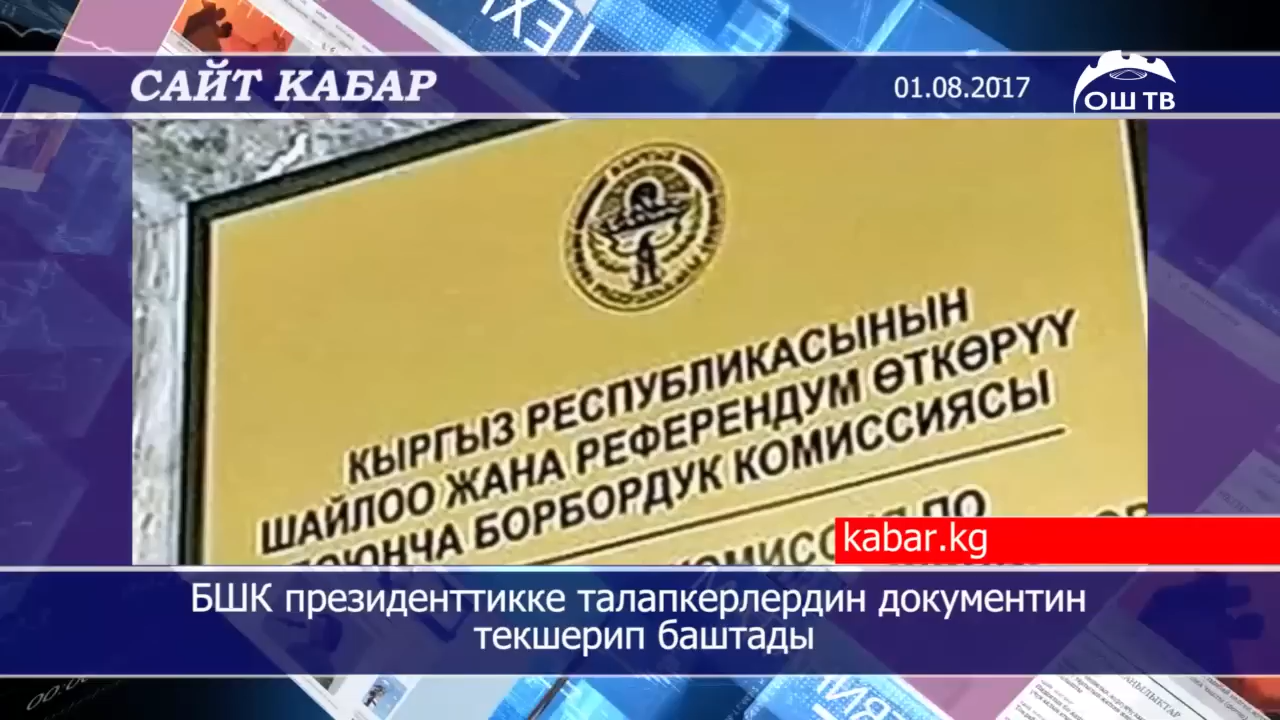 САЙТ КАБАР
01.08.2017
ОШ ТВ
КЫРГЫЗ РЕСПУБЛИКАСЫНЫН
ШАЙЛОО ЖАНА РЕФЕРЕНДУМ ӨТКӨРҮҮ
БОЮНЧА БОРБОРДУК КОМИССИЯСЫ
ПО
kabar.kg
БШК президенттикке талапкерлердин документин
текшерип баштады